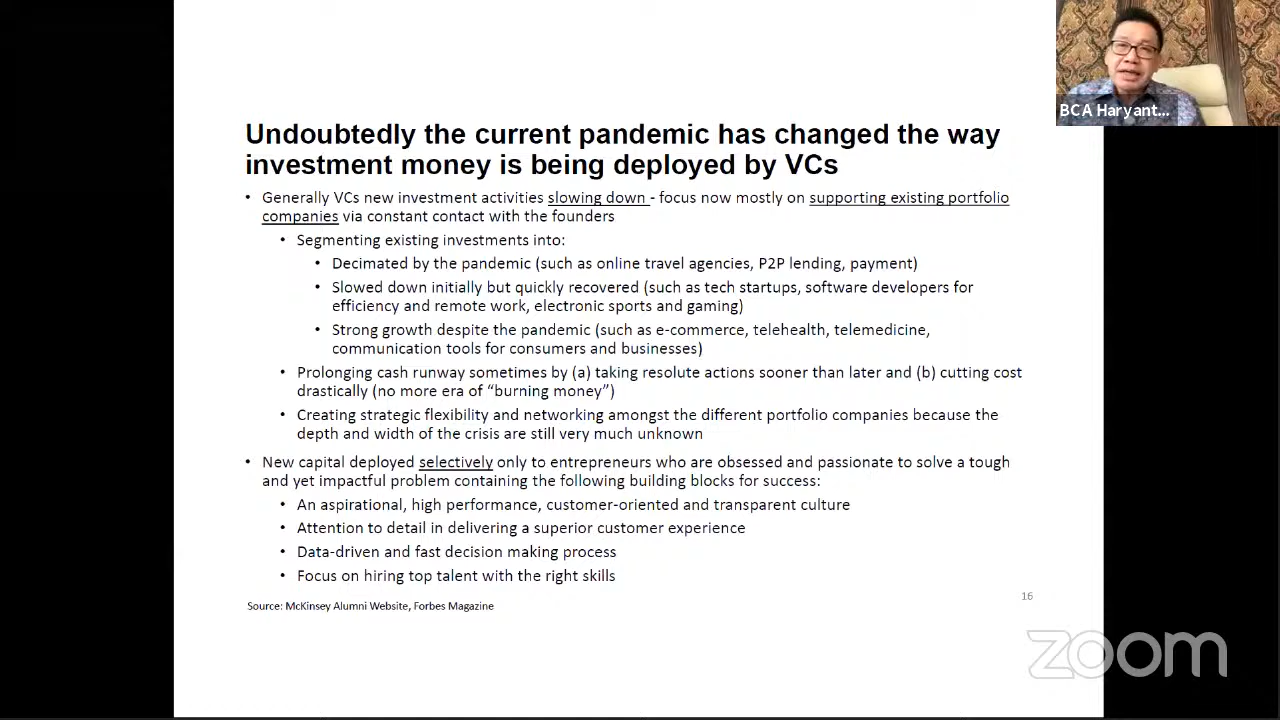 BCA Haryant...
Undoubtedly the current pandemic has changed the way
investment money is being deployed by VCs
• Generally VCs new investment activities slowing down - focus now mostly on supporting existing portfolio
companies via constant contact with the founders
• Segmenting existing investments into:
• Decimated by the pandemic (such as online travel agencies, P2P lending, payment)
• Slowed down initially but quickly recovered (such as tech startups, software developers for
efficiency and remote work, electronic sports and gaming)
• Strong growth despite the pandemic (such as e-commerce, telehealth, telemedicine,
communication tools for consumers and businesses)
• Prolonging cash runway sometimes by (a) taking resolute actions sooner than later and (b) cutting cost
drastically (no more era of “burning money”)
• Creating strategic flexibility and networking amongst the different portfolio companies because the
depth and width of the crisis are still very much unknown
• New capital deployed selectively only to entrepreneurs who are obsessed and passionate to solve a tough
and yet impactful problem containing the following building blocks for success:
• An aspirational, high performance, customer-oriented and transparent culture
• Attention to detail in delivering a superior customer experience
• Data-driven and fast decision making process
• Focus on hiring top talent with the right skills
Source: McKinsey Alumni Website, Forbes Magazine
16
zoom